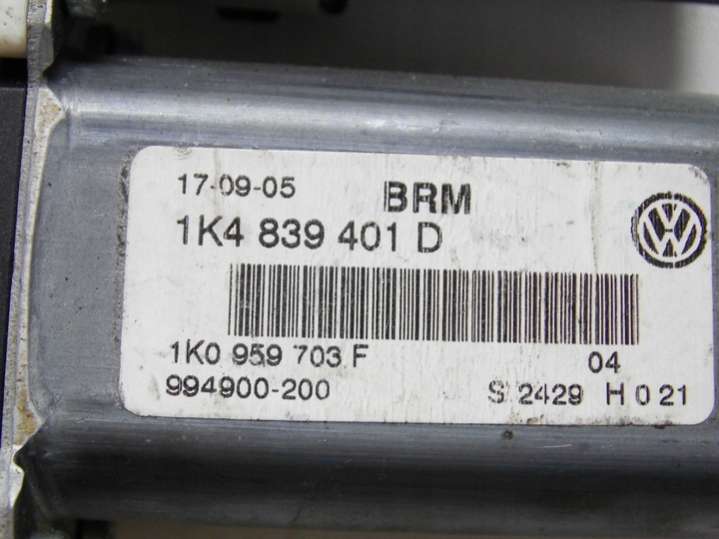 17-09-05 BRM
1K4 839 401 D
1K0 959 703 F 04
994900-200 S 2429 H 0 21